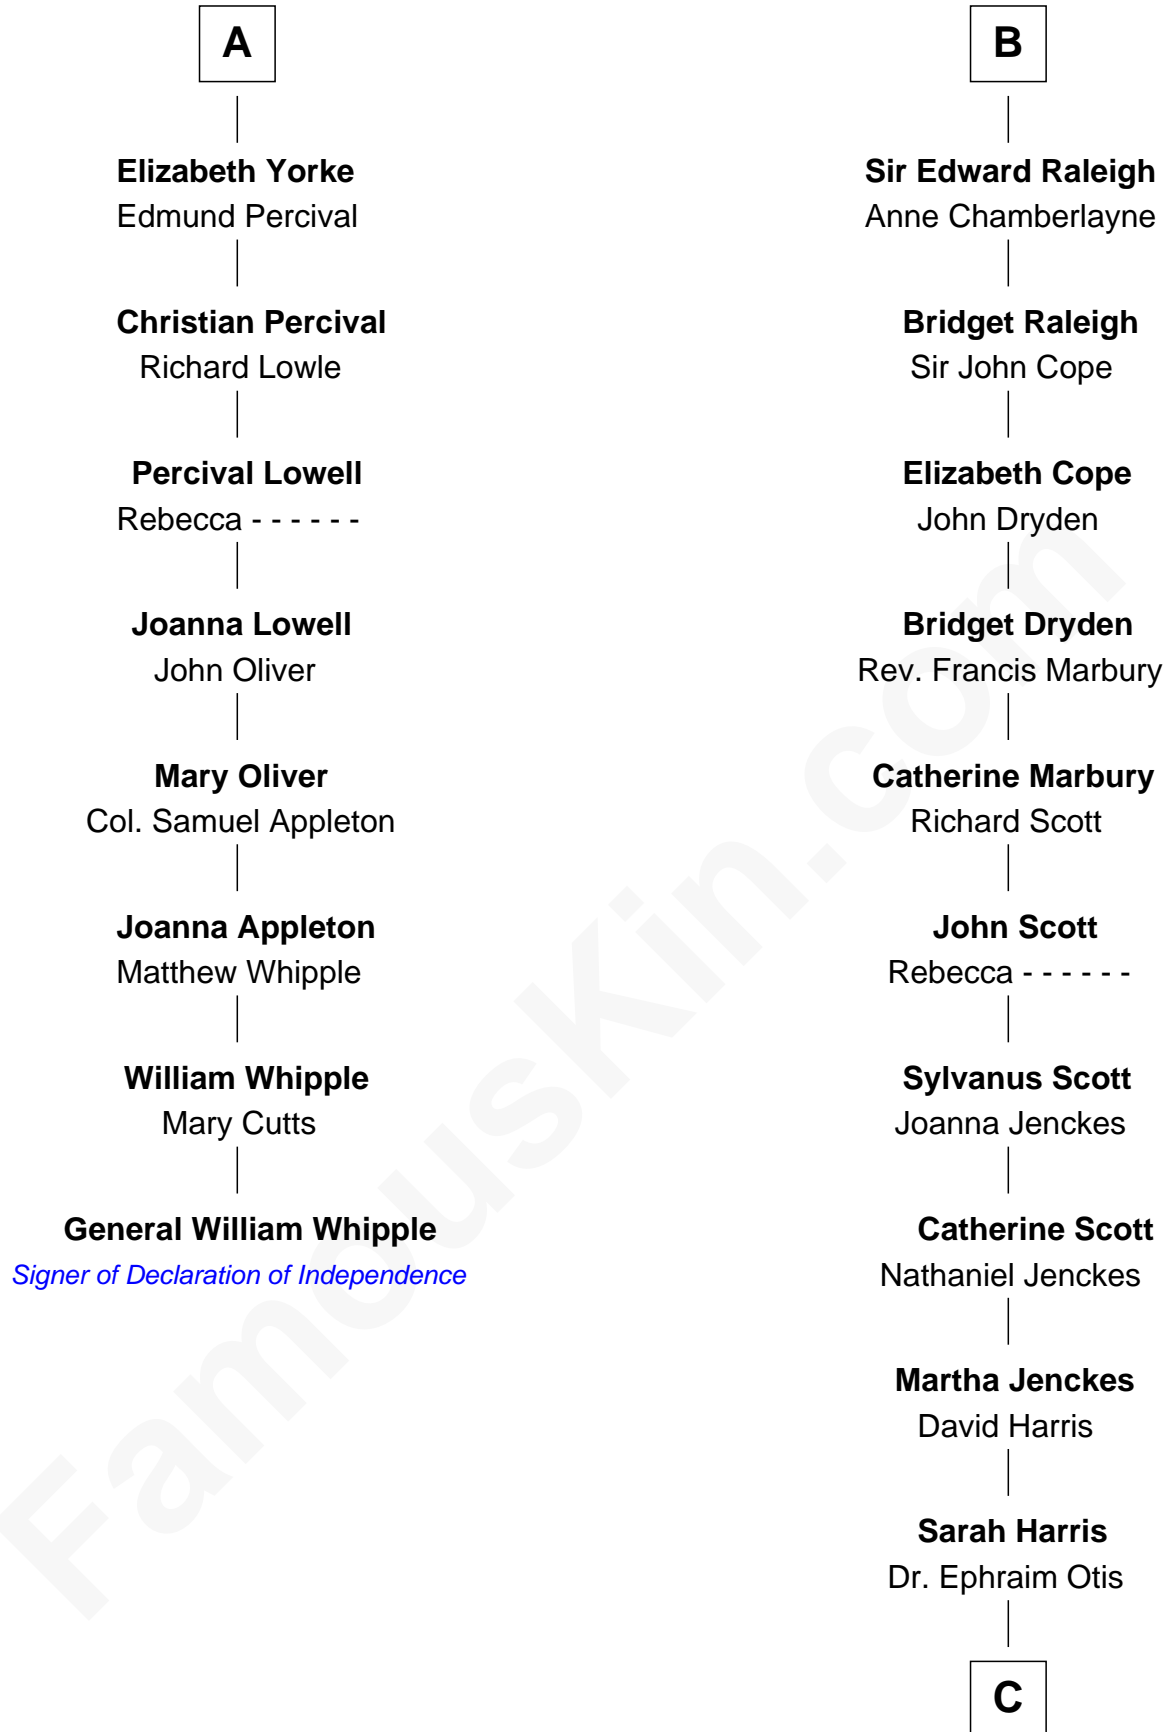 A
Elizabeth Yorke
Edmund Percival
Christian Percival
Richard Lowle
Percival Lowell
Rebecca - - - - - -
Joanna Lowell
John Oliver
Mary Oliver
Col. Samuel Appleton
Joanna Appleton
Matthew Whipple
William Whipple
Mary Cutts
General William Whipple
Signer of Declaration of Independence
B
Sir Edward Raleigh
Anne Chamberlayne
Bridget Raleigh
Sir John Cope
Elizabeth Cope
John Dryden
Bridget Dryden
Rev. Francis Marbury
Catherine Marbury
Richard Scott
John Scott
Rebecca - - - - - -
Sylvanus Scott
Joanna Jenckes
Catherine Scott
Nathaniel Jenckes
Martha Jenckes
David Harris
Sarah Harris
Dr. Ephraim Otis
C
FamousKin.com